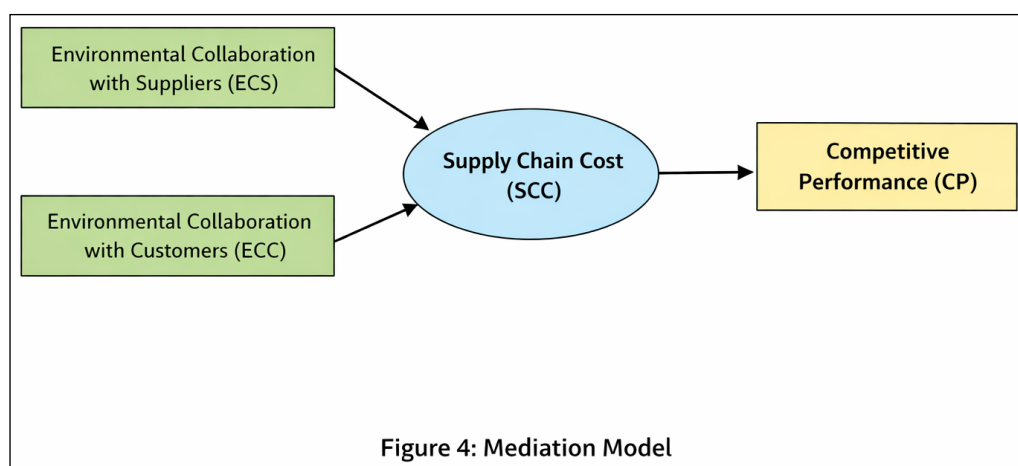 Environmental Collaboration
with Suppliers (ECS)
Supply Chain Cost
(SCC)
Competitive
Performance (CP)
Environmental Collaboration
with Customers (ECC)
Figure 4: Mediation Model